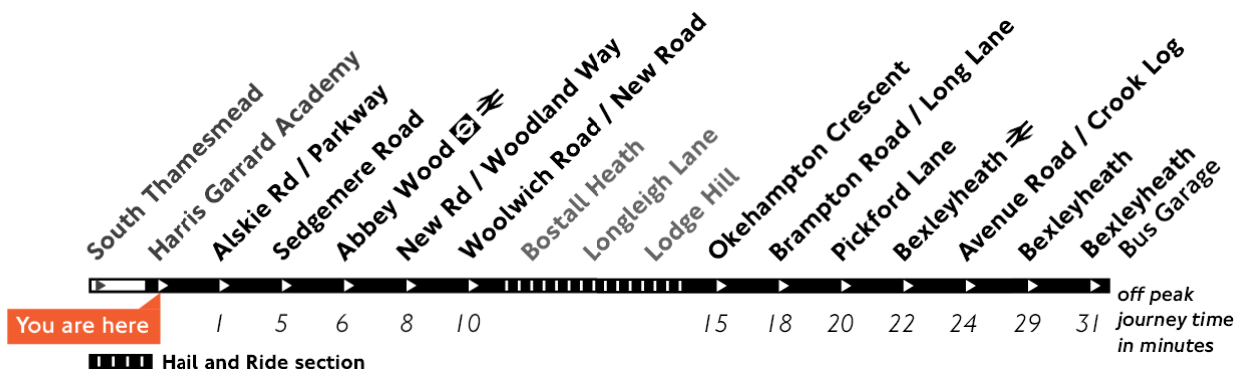 South Thamesmead
Harris Garrard Academy
Alskie Rd / Parkway
Sedgemere Road
Abbey Wood
New Rd / Woodland Way
Woolwich Road / New Road
Bostall Heath
Longleigh Lane
Lodge Hill
Okehampton Crescent
Brampton Road / Long Lane
Pickford Lane
Bexleyheath
Avenue Road / Crook Log
Bexleyheath
Bexleyheath
Bus Garage
You are here
1 5 6 8 10 15 18 20 22 24 29 31
off peak
journey time
in minutes
Hail and Ride section